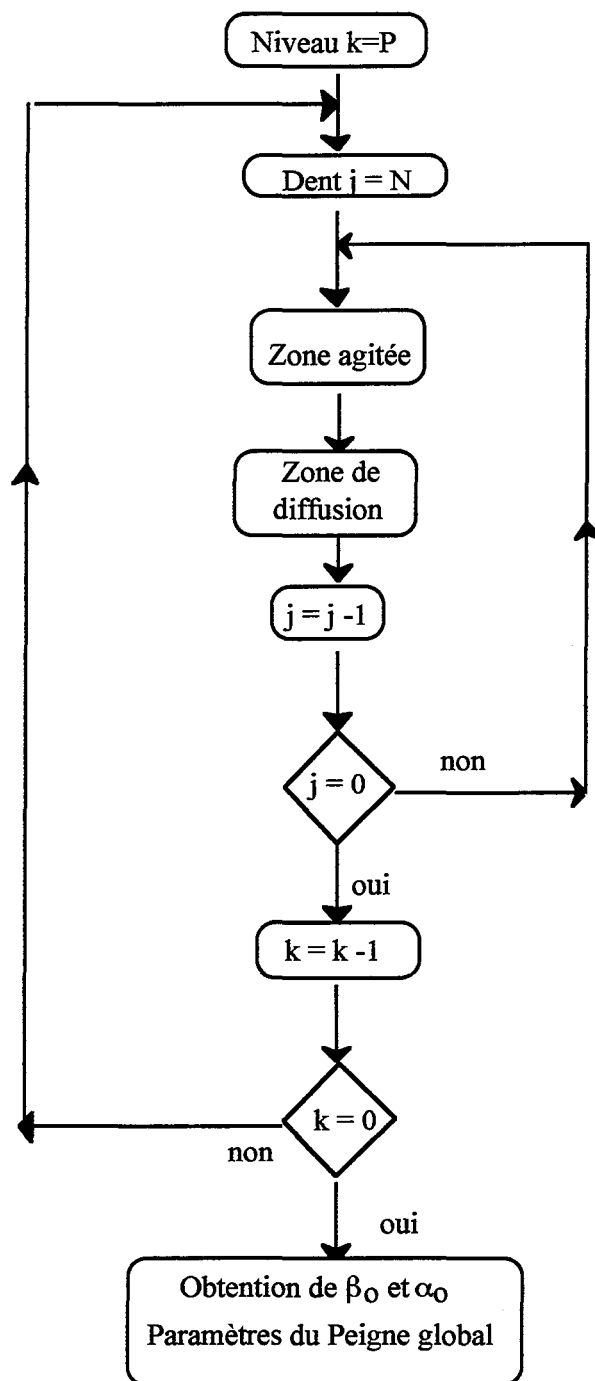 Niveau k=P
Dent j = N
Zone agitée
Zone de
diffusion
j = j -1
j = 0
non
oui
k = k -1
k = 0
non
oui
Obtention de β₀ et α₀
Paramètres du Peigne global